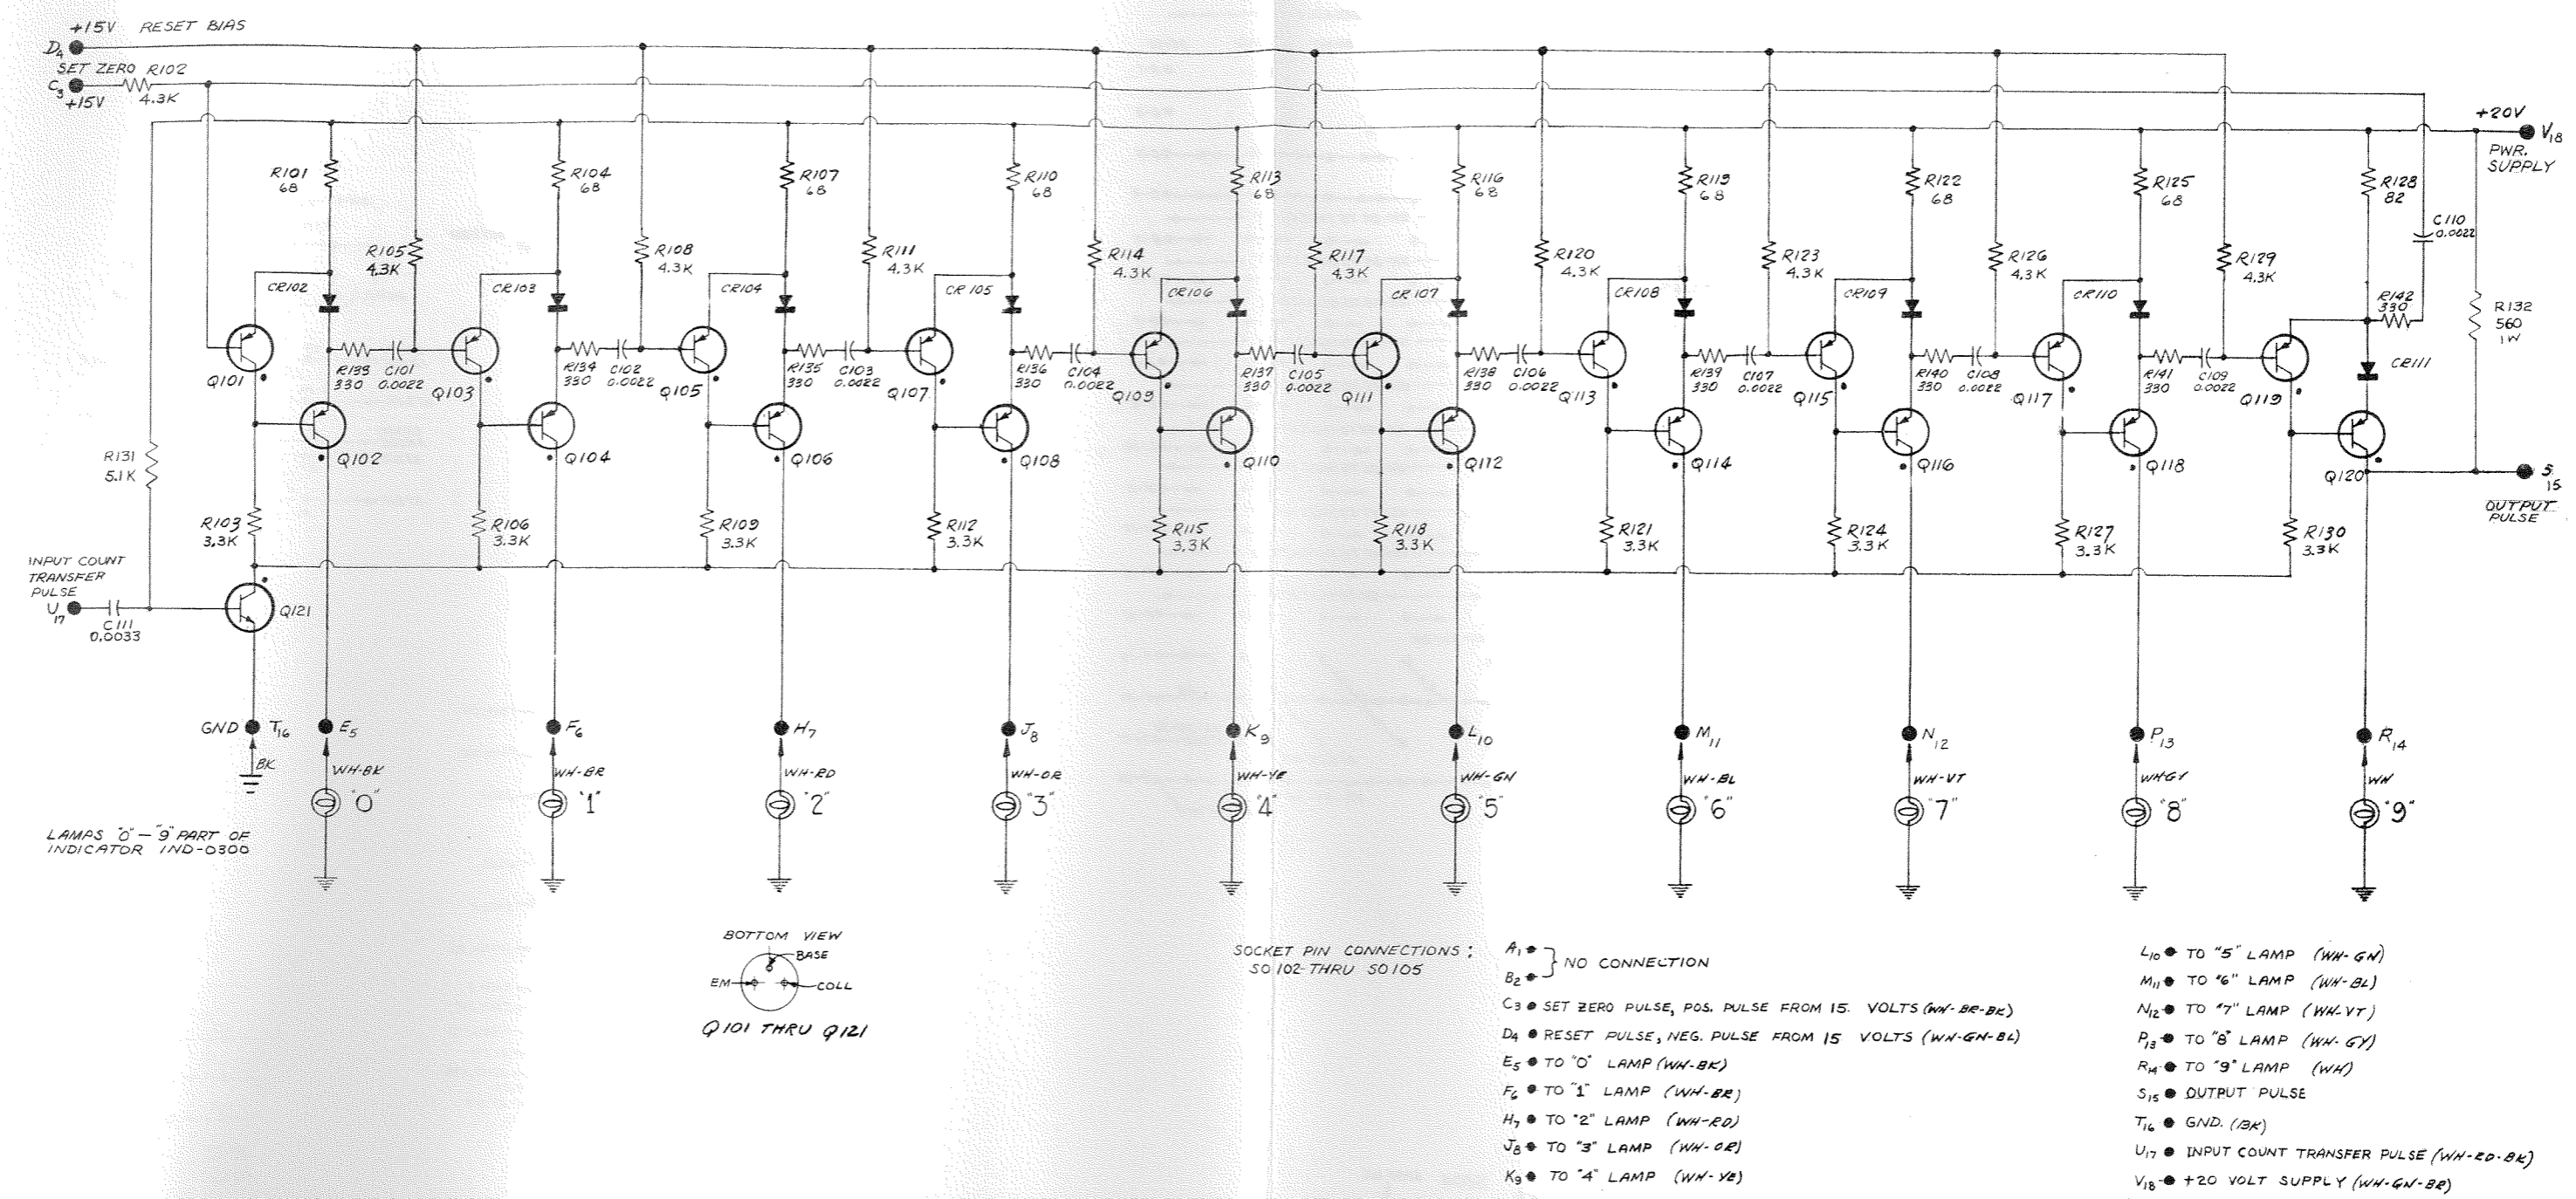 +15V RESET BIAS
D4
SET ZERO R102
C3
+15V
4.3K
+20V
V18
PWR.
SUPPLY
R101
68
R104
68
R107
68
R110
68
R113
68
R116
68
R119
68
R122
68
R125
68
R128
82
C110
0.0022
R105
4.3K
R108
4.3K
R111
4.3K
R114
4.3K
R117
4.3K
R120
4.3K
R123
4.3K
R126
4.3K
R129
4.3K
CR102
CR103
CR104
CR105
CR106
CR107
CR108
CR109
CR110
R142
330
R132
560
1W
CR111
Q101
R133
330
C101
0.0022
Q103
R134
330
C102
0.0022
Q105
R135
330
C103
0.0022
Q107
R136
330
C104
0.0022
Q109
R137
330
C105
0.0022
Q111
R138
330
C106
0.0022
Q113
R139
330
C107
0.0022
Q115
R140
330
C108
0.0022
Q117
R141
330
C109
0.0022
Q119
R131
5.1K
Q102
Q104
Q106
Q108
Q110
Q112
Q114
Q116
Q118
Q120
S15
OUTPUT
PULSE
R103
3.3K
R106
3.3K
R109
3.3K
R112
3.3K
R115
3.3K
R118
3.3K
R121
3.3K
R124
3.3K
R127
3.3K
R130
3.3K
INPUT COUNT
TRANSFER
PULSE
U17
C111
0.0033
Q121
GND T16
E5
F6
H7
J8
K9
L10
M11
N12
P13
R14
BK
WH-BK
WH-BR
WH-RD
WH-OR
WH-YE
WH-GN
WH-BL
WH-VT
WHGY
WH
"0"
"1"
"2"
"3"
"4"
"5"
"6"
"7"
"8"
"9"
LAMPS "0"-"9" PART OF
INDICATOR IND-0300
BOTTOM VIEW
BASE
EM
COLL
Q101 THRU Q121
SOCKET PIN CONNECTIONS:
SO102 THRU SO105
A1
B2
NO CONNECTION
C3 SET ZERO PULSE, POS. PULSE FROM 15. VOLTS (WH-BR-BK)
D4 RESET PULSE, NEG. PULSE FROM 15 VOLTS (WH-GN-BL)
E5 TO "0" LAMP (WH-BK)
F6 TO "1" LAMP (WH-BR)
H7 TO "2" LAMP (WH-RD)
J8 TO "3" LAMP (WH-OR)
K9 TO "4" LAMP (WH-YE)
L10 TO "5" LAMP (WH-GN)
M11 TO "6" LAMP (WH-BL)
N12 TO "7" LAMP (WH-VT)
P13 TO "8" LAMP (WH-GY)
R14 TO "9" LAMP (WH)
S15 OUTPUT PULSE
T16 GND. (BK)
U17 INPUT COUNT TRANSFER PULSE (WH-RD-BK)
V18 +20 VOLT SUPPLY (WH-GN-BR)